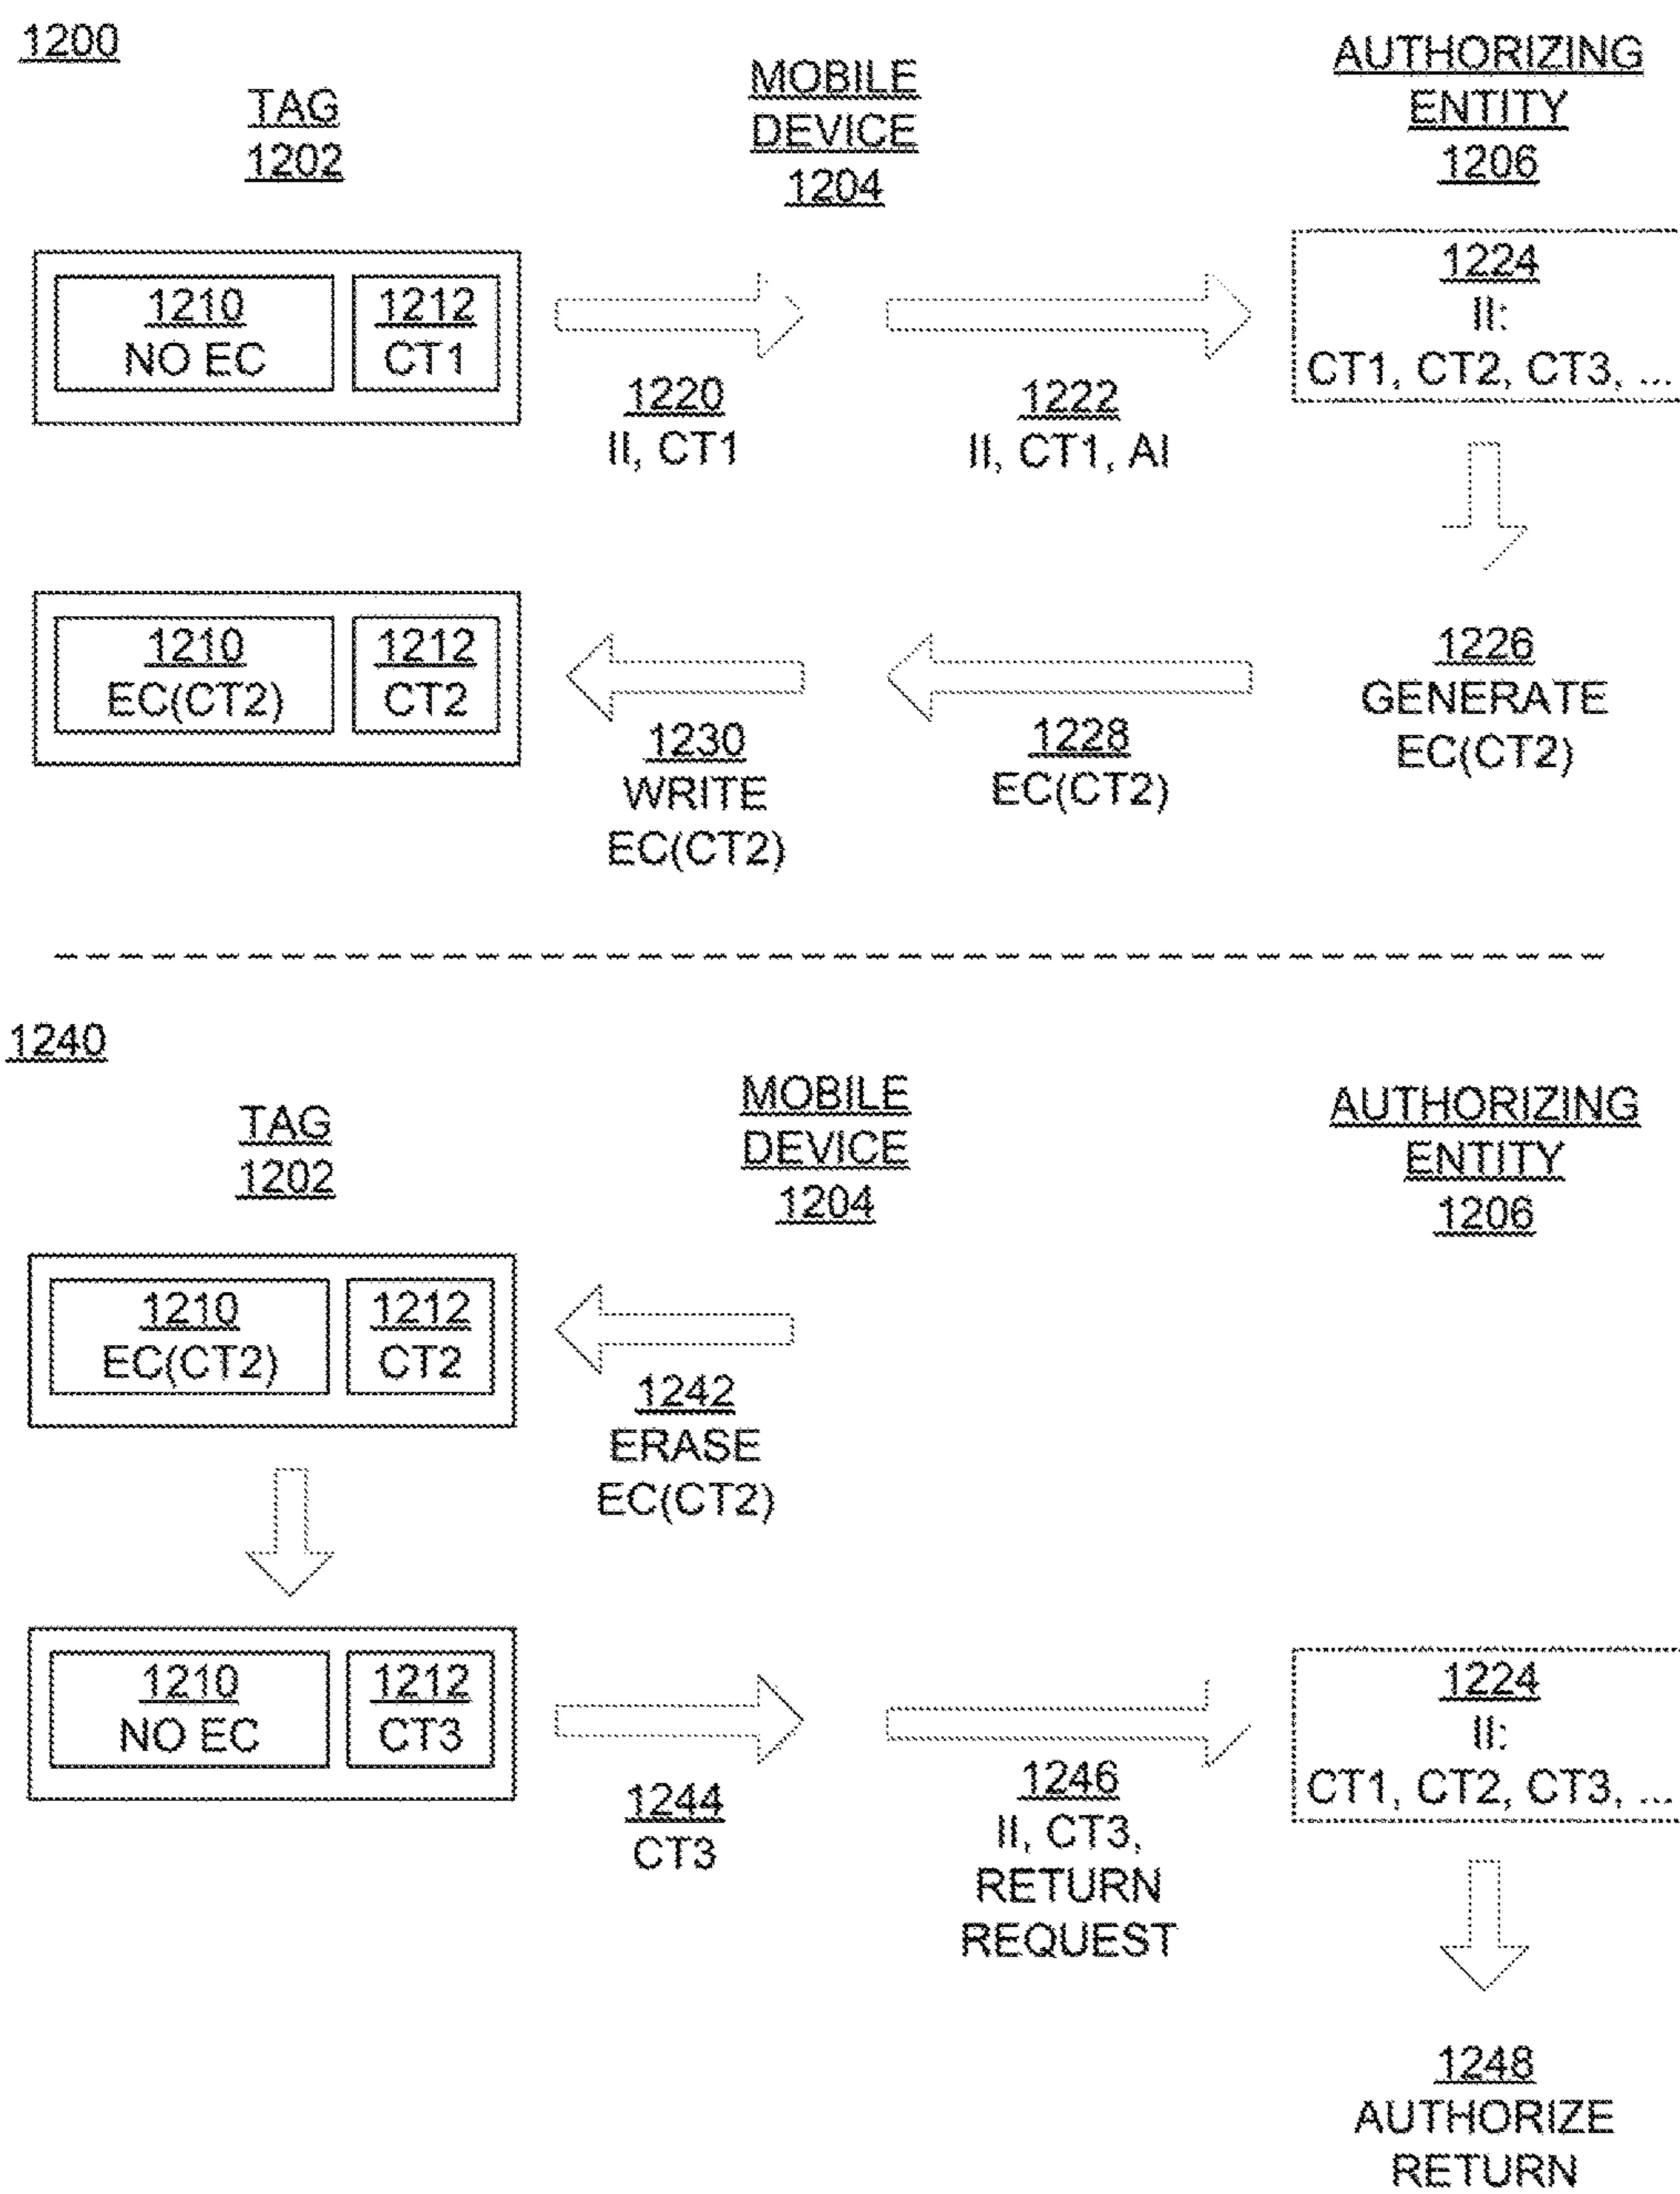 1200
TAG
1202
MOBILE
DEVICE
1204
AUTHORIZING
ENTITY
1206
1210
NO EC
1212
CT1
1220
II, CT1
1222
II, CT1, AI
1224
II:
CT1, CT2, CT3, ...
1210
EC(CT2)
1212
CT2
1230
WRITE
EC(CT2)
1228
EC(CT2)
1226
GENERATE
EC(CT2)
1240
TAG
1202
MOBILE
DEVICE
1204
AUTHORIZING
ENTITY
1206
1210
EC(CT2)
1212
CT2
1242
ERASE
EC(CT2)
1210
NO EC
1212
CT3
1244
CT3
1246
II, CT3,
RETURN
REQUEST
1224
II:
CT1, CT2, CT3, ...
1248
AUTHORIZE
RETURN